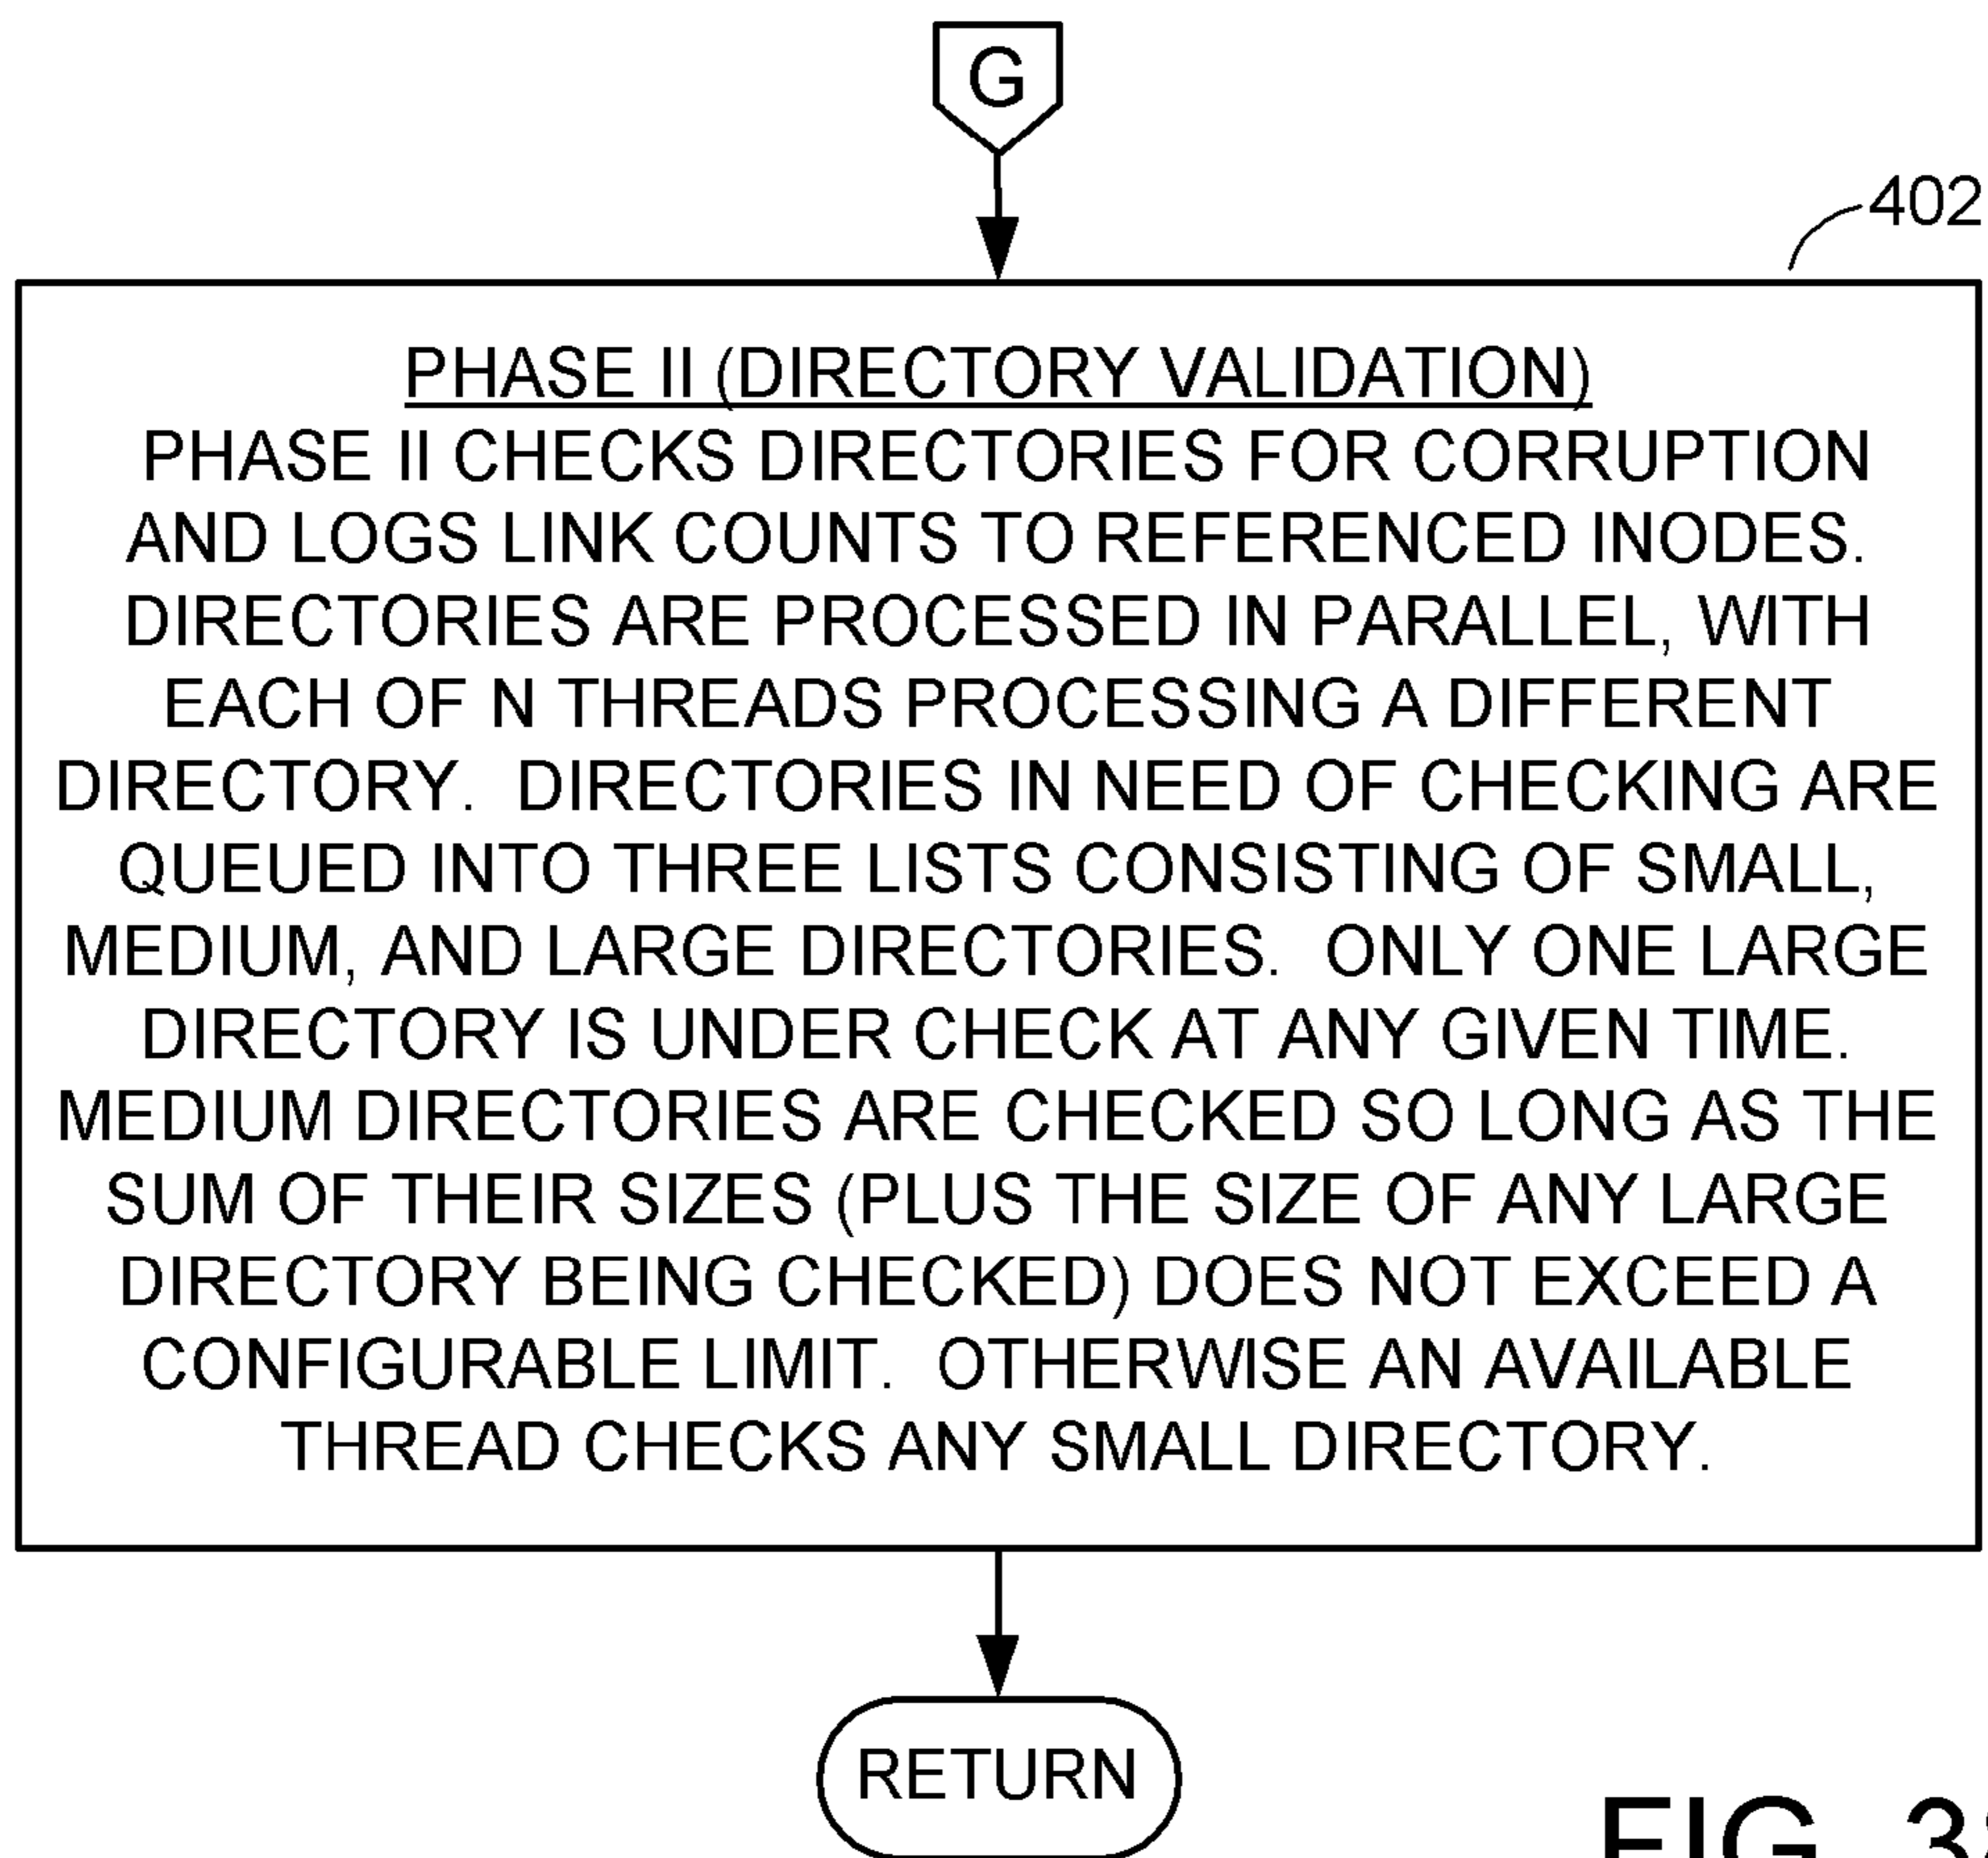 G
402
PHASE II (DIRECTORY VALIDATION)
PHASE II CHECKS DIRECTORIES FOR CORRUPTION
AND LOGS LINK COUNTS TO REFERENCED INODES.
DIRECTORIES ARE PROCESSED IN PARALLEL, WITH
EACH OF N THREADS PROCESSING A DIFFERENT
DIRECTORY. DIRECTORIES IN NEED OF CHECKING ARE
QUEUED INTO THREE LISTS CONSISTING OF SMALL,
MEDIUM, AND LARGE DIRECTORIES. ONLY ONE LARGE
DIRECTORY IS UNDER CHECK AT ANY GIVEN TIME.
MEDIUM DIRECTORIES ARE CHECKED SO LONG AS THE
SUM OF THEIR SIZES (PLUS THE SIZE OF ANY LARGE
DIRECTORY BEING CHECKED) DOES NOT EXCEED A
CONFIGURABLE LIMIT. OTHERWISE AN AVAILABLE
THREAD CHECKS ANY SMALL DIRECTORY.
RETURN
FIG.